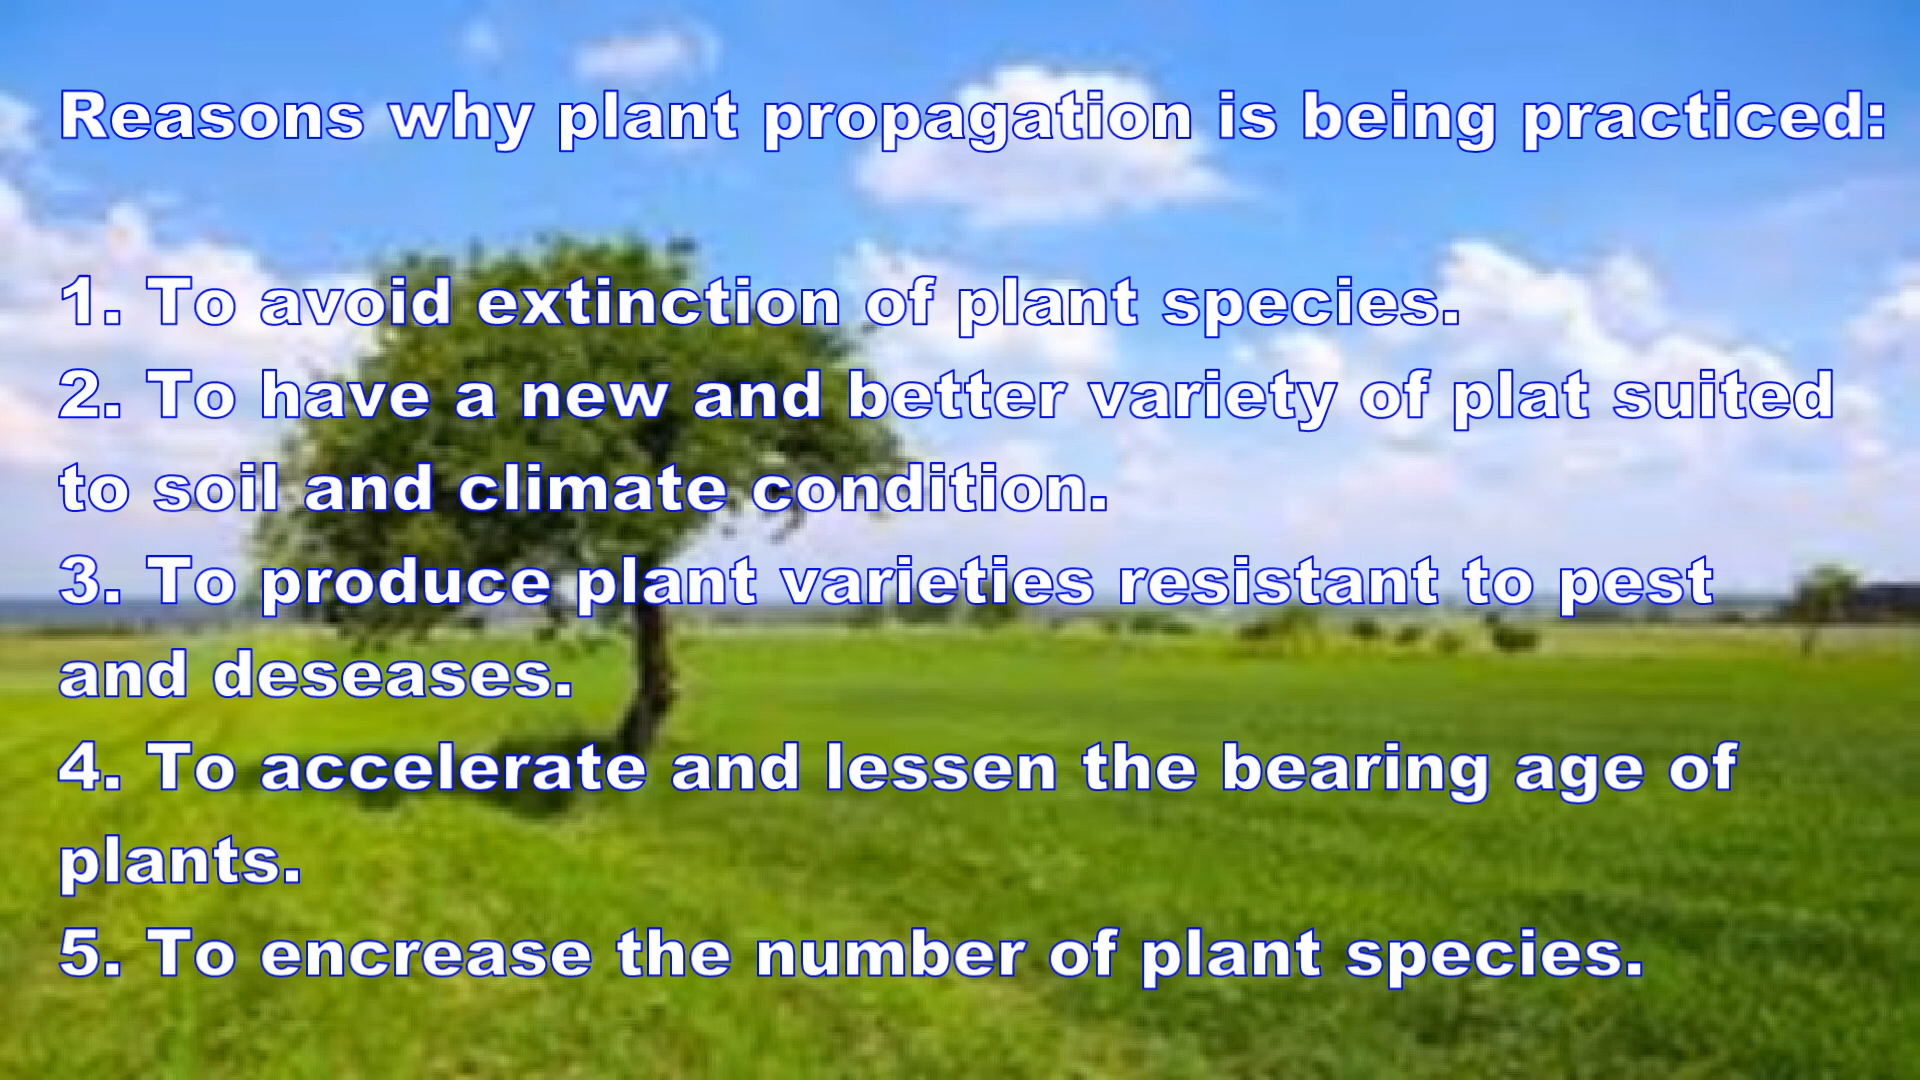 Reasons why plant propagation is being practiced:
1. To avoid extinction of plant species.
2. To have a new and better variety of plat suited
to soil and climate condition.
3. To produce plant varieties resistant to pest
and deseases.
4. To accelerate and lessen the bearing age of
plants.
5. To encrease the number of plant species.